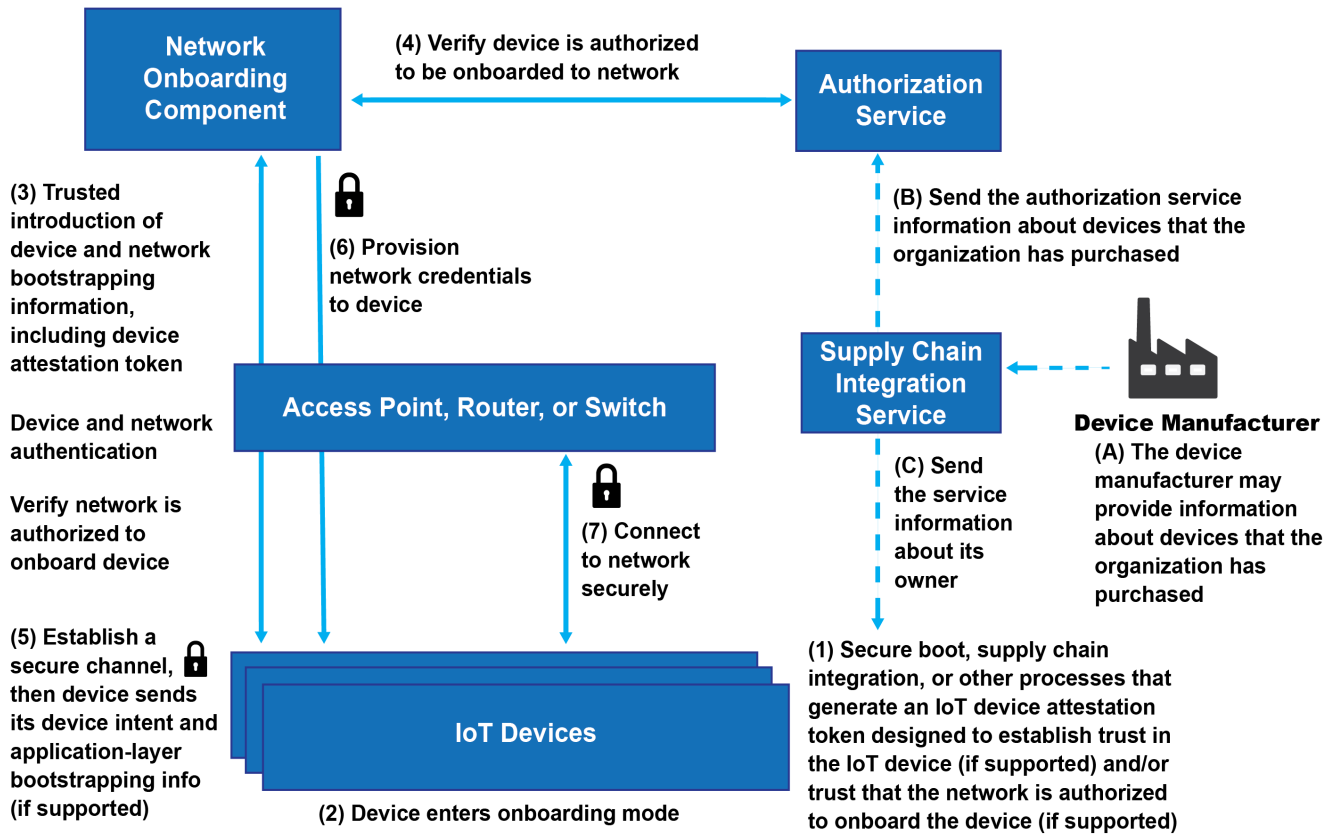 Network
Onboarding
Component
(4) Verify device is authorized
to be onboarded to network
Authorization
Service
(3) Trusted
introduction of
device and network
bootstrapping
information,
including device
attestation token
(6) Provision
network credentials
to device
(B) Send the authorization service
information about devices that the
organization has purchased
Access Point, Router, or Switch
Supply Chain
Integration
Service
Device Manufacturer
(A) The device
manufacturer may
provide information
about devices that the
organization has
purchased
Device and network
authentication
Verify network is
authorized to
onboard device
(7) Connect
to network
securely
(C) Send
the service
information
about its
owner
(5) Establish a
secure channel,
then device sends
its device intent and
application-layer
bootstrapping info
(if supported)
IoT Devices
(2) Device enters onboarding mode
(1) Secure boot, supply chain
integration, or other processes that
generate an IoT device attestation
token designed to establish trust in
the IoT device (if supported) and/or
trust that the network is authorized
to onboard the device (if supported)